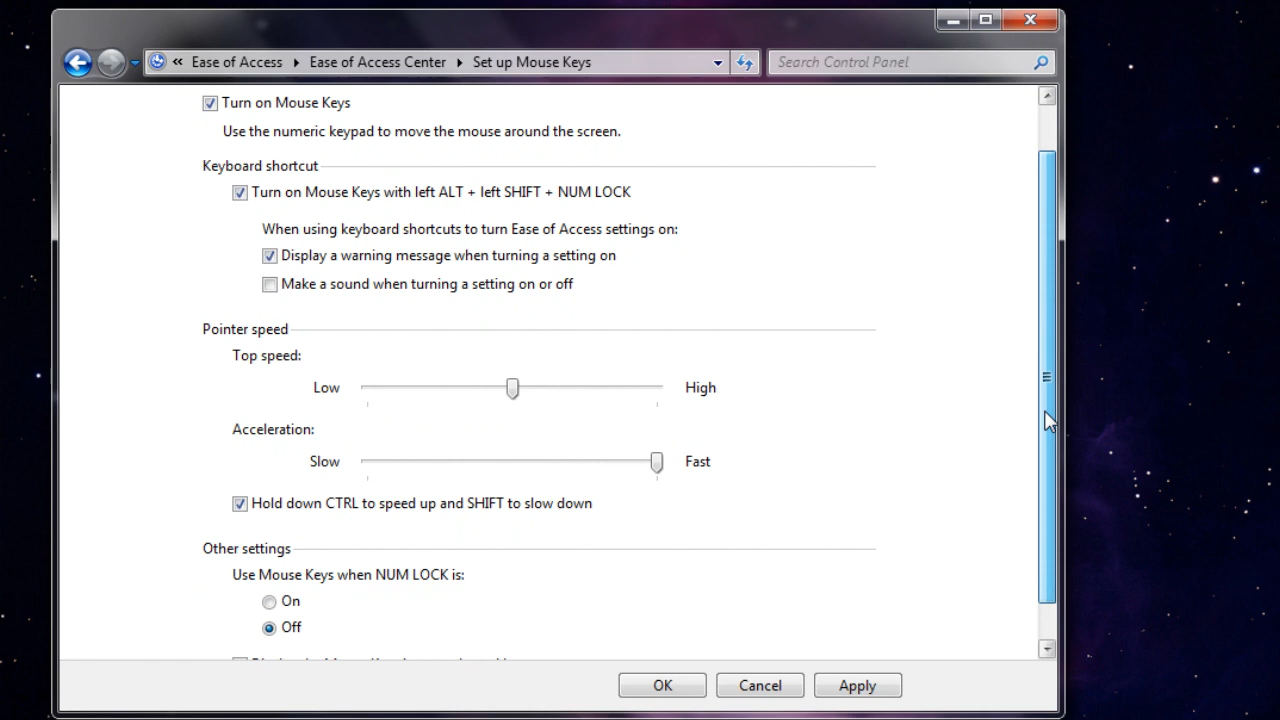 « Ease of Access Ease of Access Center Set up Mouse Keys Search Control Panel
Turn on Mouse Keys
Use the numeric keypad to move the mouse around the screen.
Keyboard shortcut
Turn on Mouse Keys with left ALT + left SHIFT + NUM LOCK
When using keyboard shortcuts to turn Ease of Access settings on:
Display a warning message when turning a setting on
Make a sound when turning a setting on or off
Pointer speed
Top speed:
Low High
Acceleration:
Slow Fast
Hold down CTRL to speed up and SHIFT to slow down
Other settings
Use Mouse Keys when NUM LOCK is:
On
Off
OK Cancel Apply